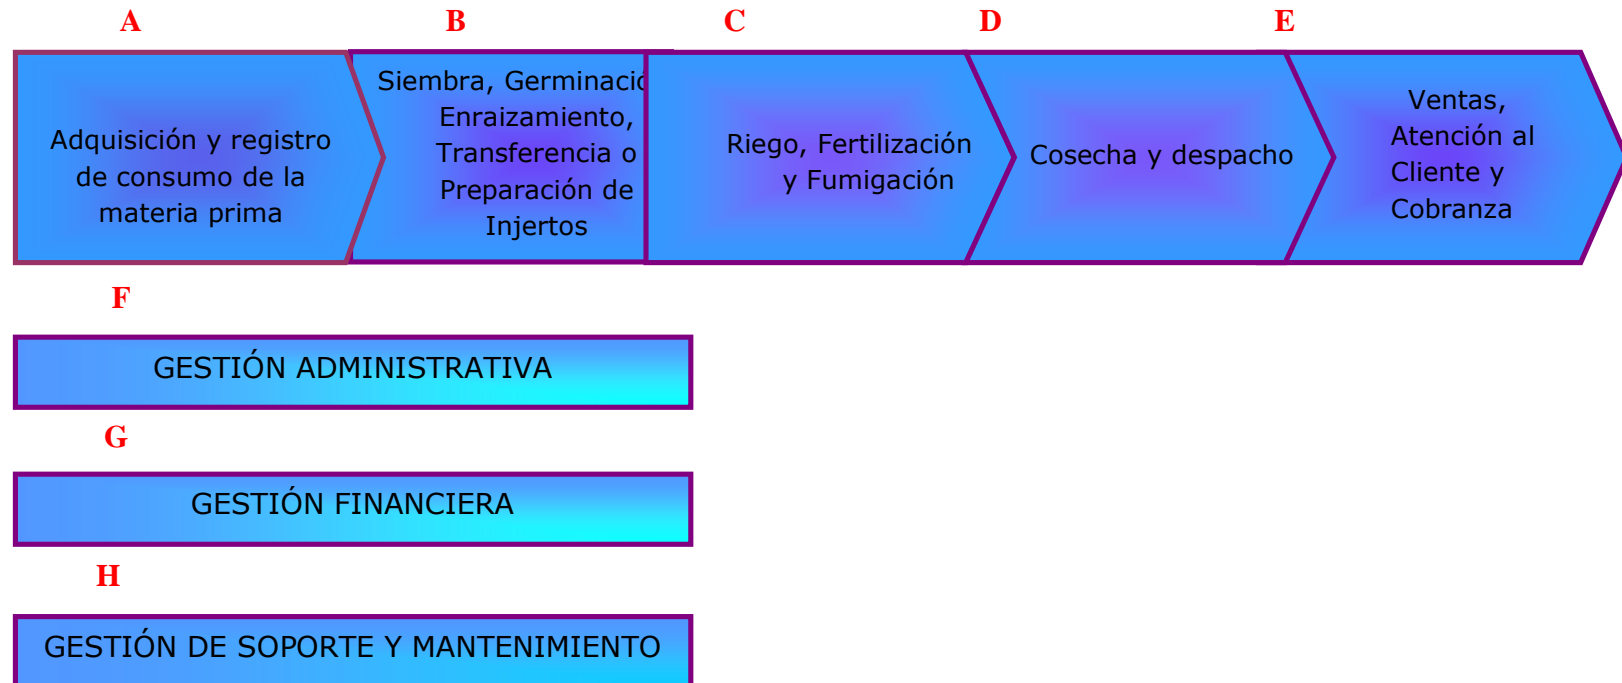 A B C D E
Adquisición y registro
de consumo de la
materia prima
Siembra, Germinació
Enraizamiento,
Transferencia o
Preparación de
Injertos
Riego, Fertilización
y Fumigación
Cosecha y despacho
Ventas,
Atención al
Cliente y
Cobranza
F
GESTIÓN ADMINISTRATIVA
G
GESTIÓN FINANCIERA
H
GESTIÓN DE SOPORTE Y MANTENIMIENTO